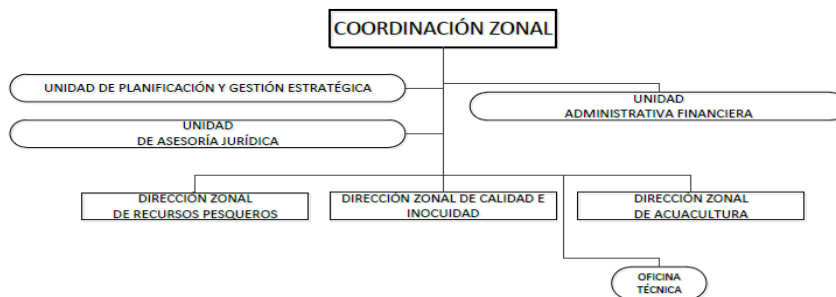 COORDINACIÓN ZONAL
UNIDAD DE PLANIFICACIÓN Y GESTIÓN ESTRATÉGICA
UNIDAD
ADMINISTRATIVA FINANCIERA
UNIDAD
DE ASESORÍA JURÍDICA
DIRECCIÓN ZONAL
DE RECURSOS PESQUEROS
DIRECCIÓN ZONAL DE CALIDAD E
INOCUIDAD
DIRECCIÓN ZONAL
DE ACUACULTURA
OFICINA
TÉCNICA